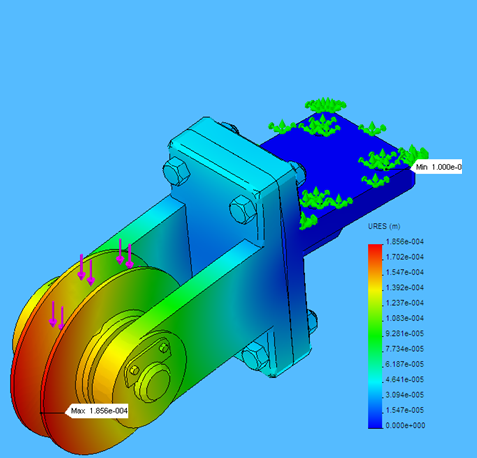 Min 1.000e-0
URES (m)
1.856e-004
1.702e-004
1.547e-004
1.392e-004
1.237e-004
1.083e-004
9.281e-005
7.734e-005
6.187e-005
4.641e-005
3.094e-005
1.547e-005
0.000e+000
Max 1.856e-004